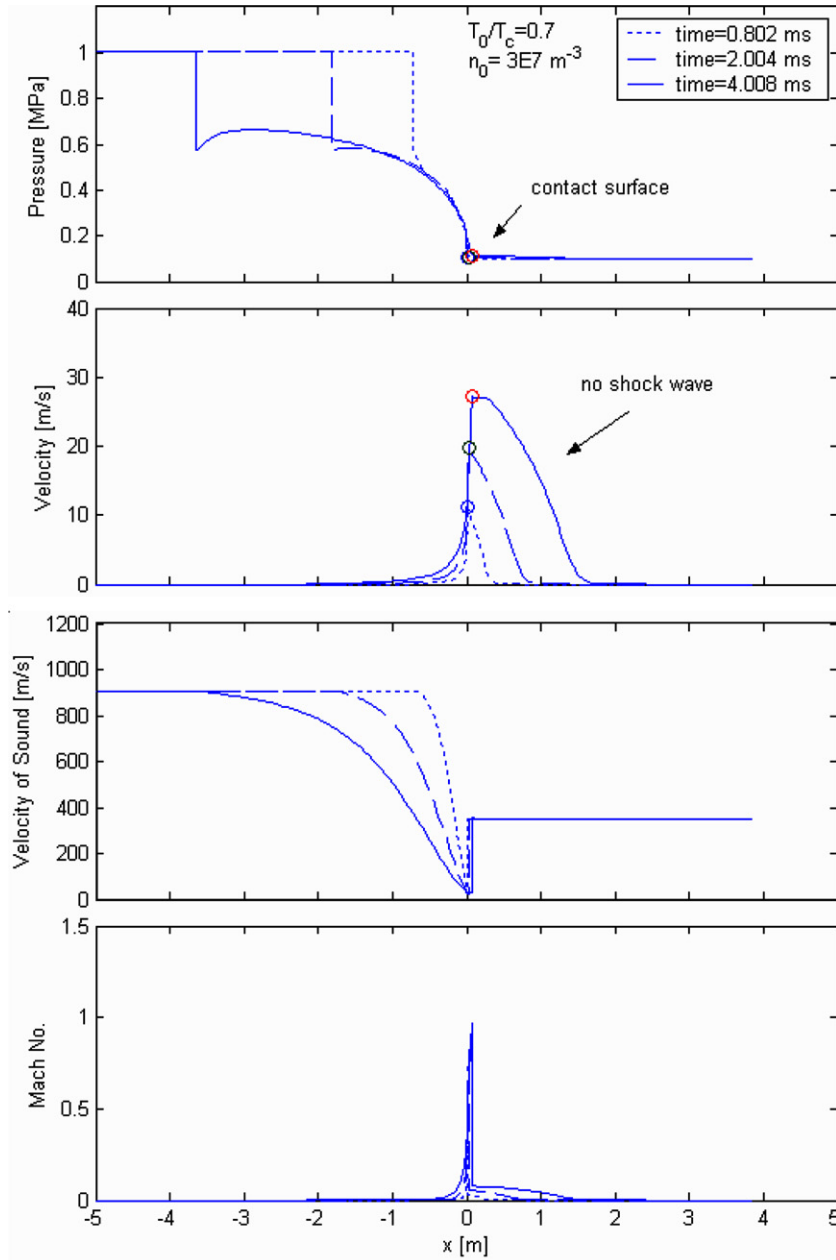 T0/Tc=0.7
n0= 3E7 m-3
time=0.802 ms
time=2.004 ms
time=4.008 ms
1
0.8
0.6
0.4
0.2
0
Pressure [MPa]
contact surface
40
30
20
10
0
Velocity [m/s]
no shock wave
1200
1000
800
600
400
200
0
Velocity of Sound [m/s]
1.5
1
0.5
0
Mach No.
-5 -4 -3 -2 -1 0 1 2 3 4 5
x [m]